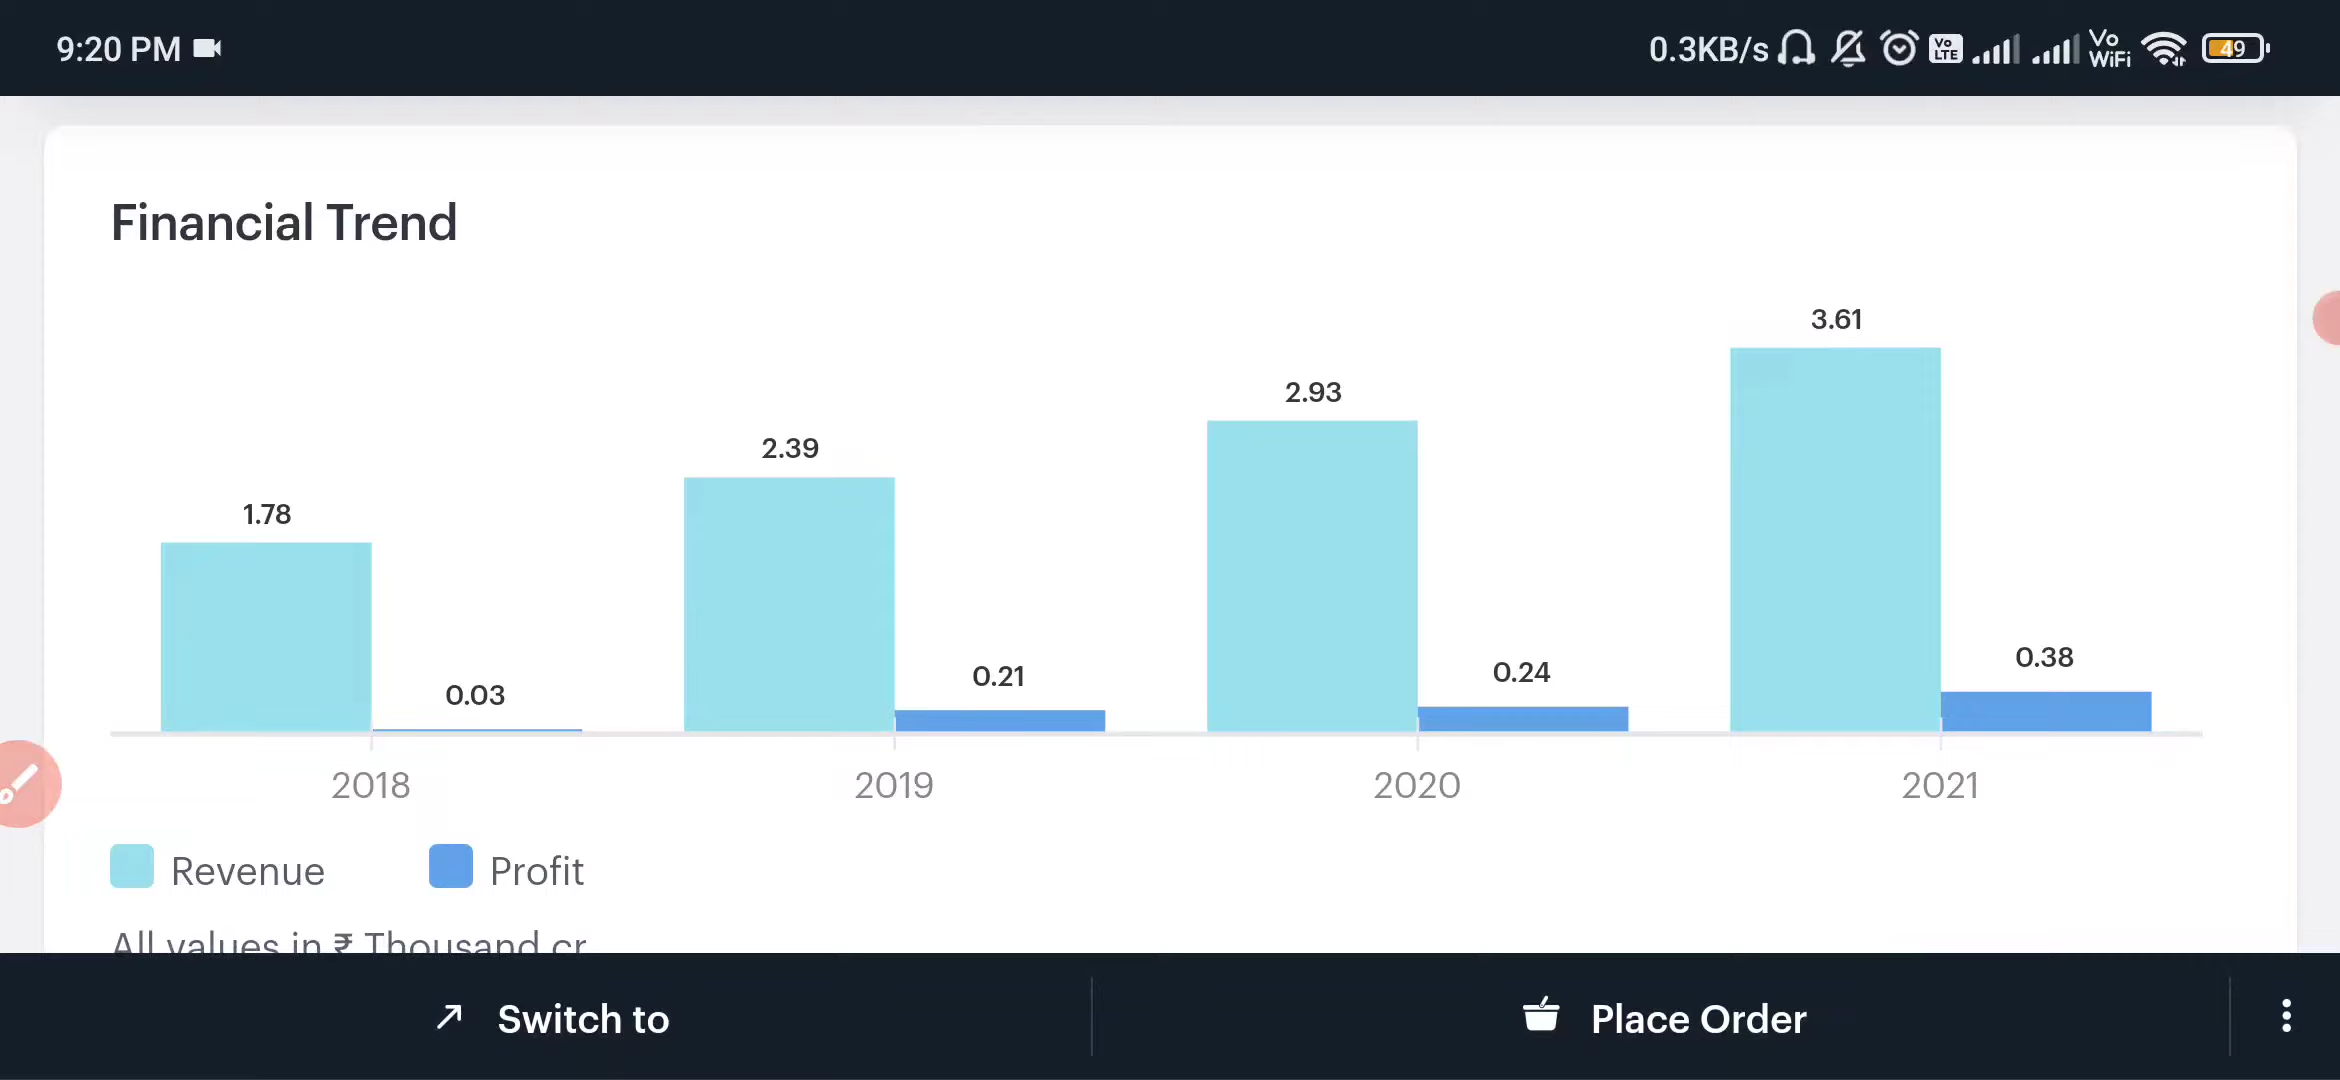 9:20 PM
0.3KB/s Vo LTE Vo WiFi 49
Financial Trend
3.61
2.93
2.39
1.78
0.38
0.24
0.21
0.03
2018 2019 2020 2021
Revenue Profit
All values in ₹ Thousand cr
Switch to Place Order